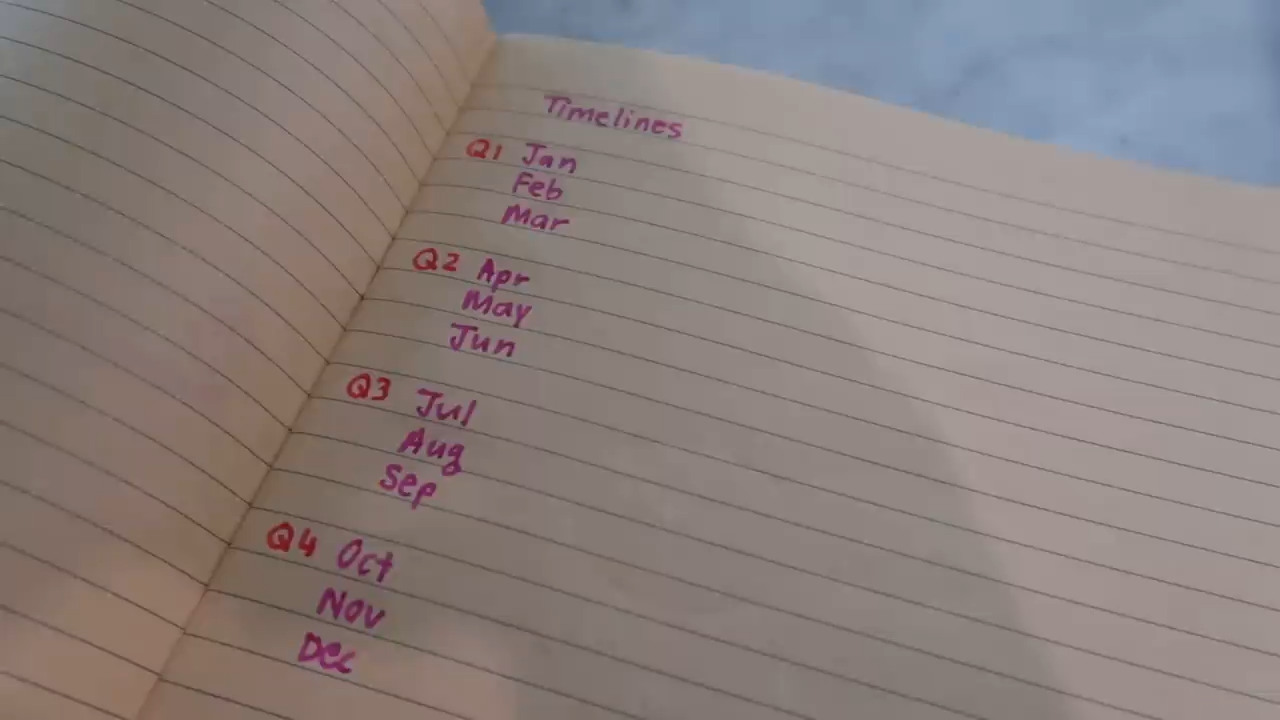 Timelines
Q1 Jan
Feb
Mar
Q2 Apr
May
Jun
Q3 Jul
Aug
Sep
Q4 Oct
Nov
Dec